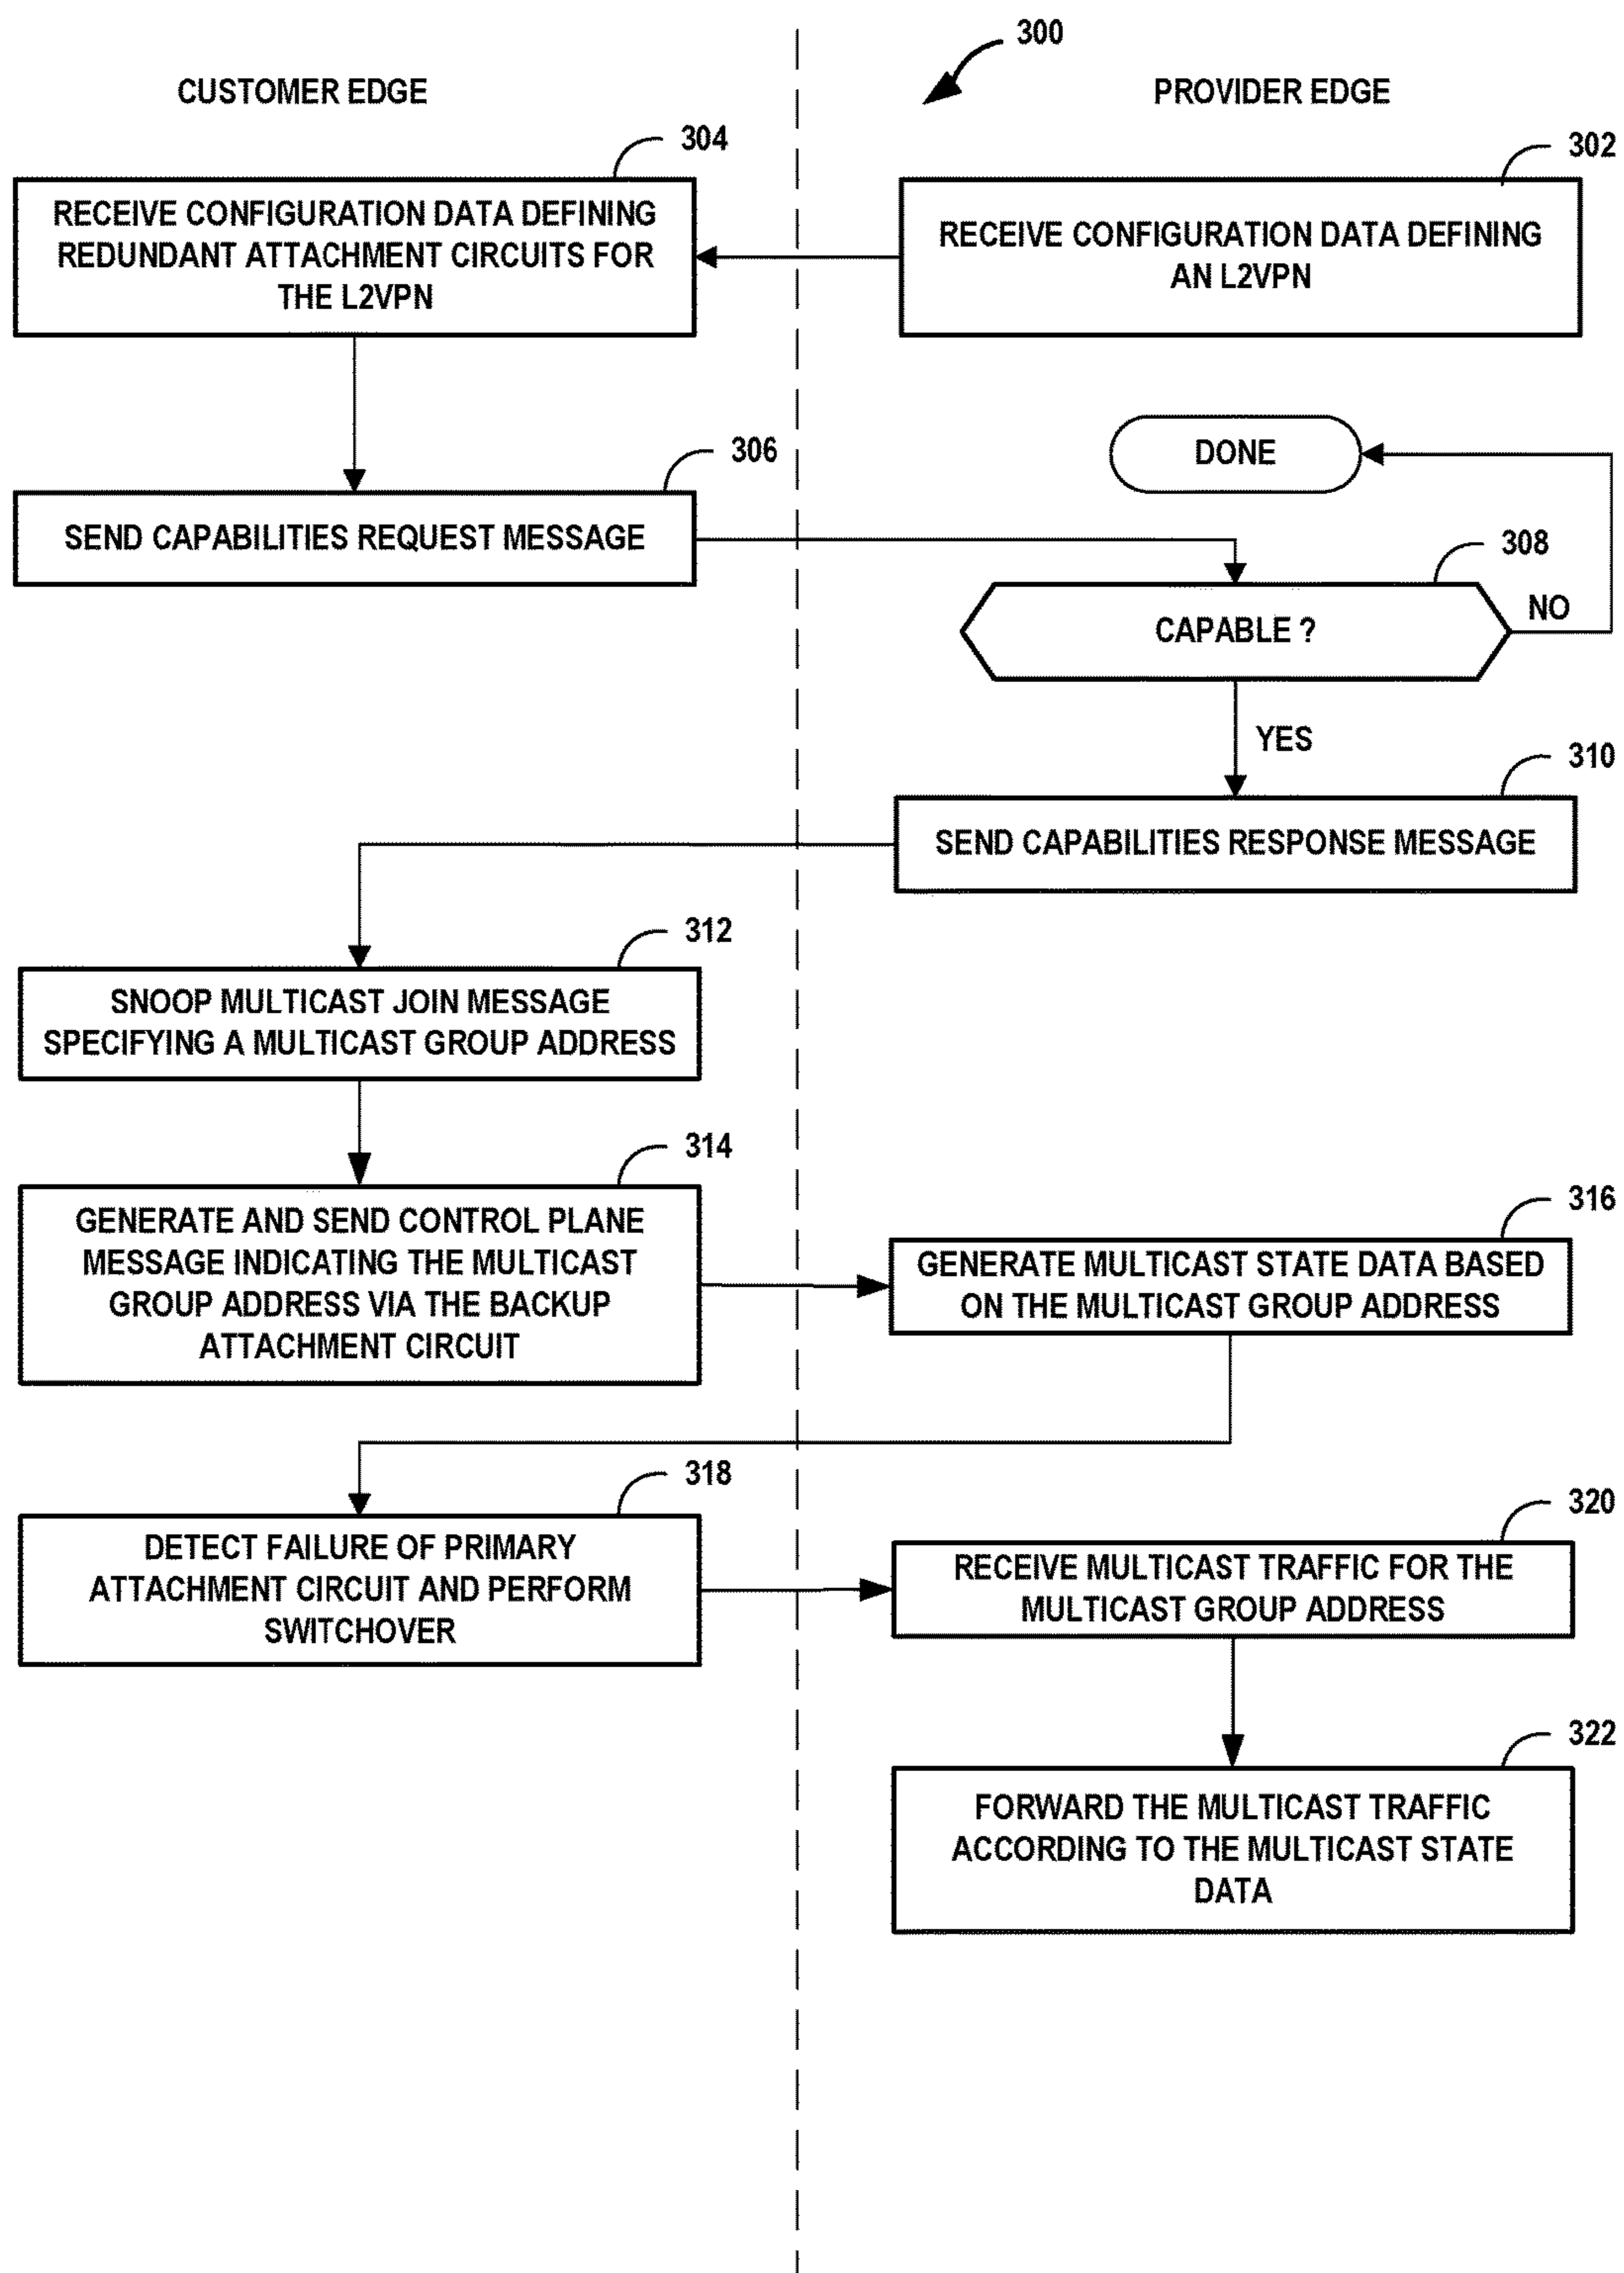 300
CUSTOMER EDGE
PROVIDER EDGE
304
302
RECEIVE CONFIGURATION DATA DEFINING
REDUNDANT ATTACHMENT CIRCUITS FOR
THE L2VPN
RECEIVE CONFIGURATION DATA DEFINING
AN L2VPN
DONE
306
SEND CAPABILITIES REQUEST MESSAGE
308
CAPABLE ?
NO
YES
310
SEND CAPABILITIES RESPONSE MESSAGE
312
SNOOP MULTICAST JOIN MESSAGE
SPECIFYING A MULTICAST GROUP ADDRESS
314
GENERATE AND SEND CONTROL PLANE
MESSAGE INDICATING THE MULTICAST
GROUP ADDRESS VIA THE BACKUP
ATTACHMENT CIRCUIT
316
GENERATE MULTICAST STATE DATA BASED
ON THE MULTICAST GROUP ADDRESS
318
DETECT FAILURE OF PRIMARY
ATTACHMENT CIRCUIT AND PERFORM
SWITCHOVER
320
RECEIVE MULTICAST TRAFFIC FOR THE
MULTICAST GROUP ADDRESS
322
FORWARD THE MULTICAST TRAFFIC
ACCORDING TO THE MULTICAST STATE
DATA